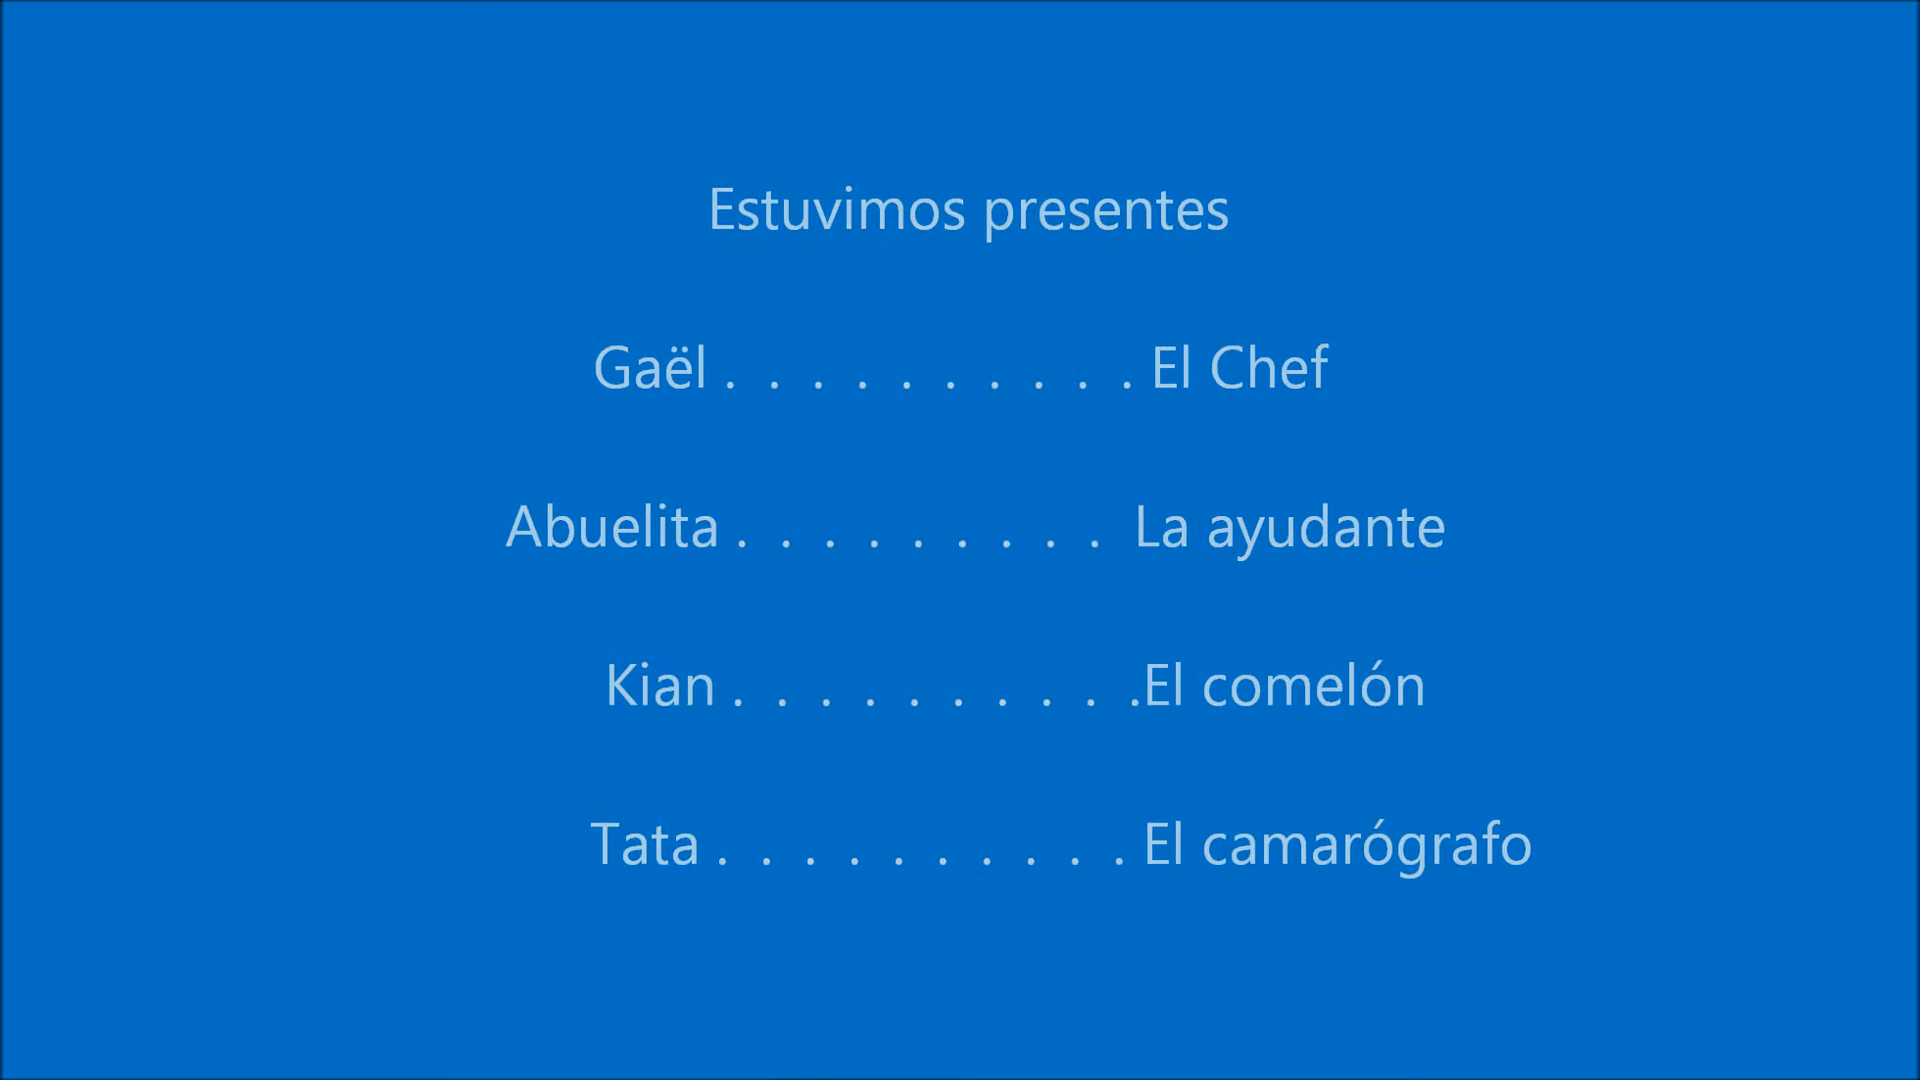 Estuvimos presentes
Gaël . . . . . . . . . . El Chef
Abuelita . . . . . . . . . La ayudante
Kian . . . . . . . . . .El comelón
Tata . . . . . . . . . . El camarógrafo